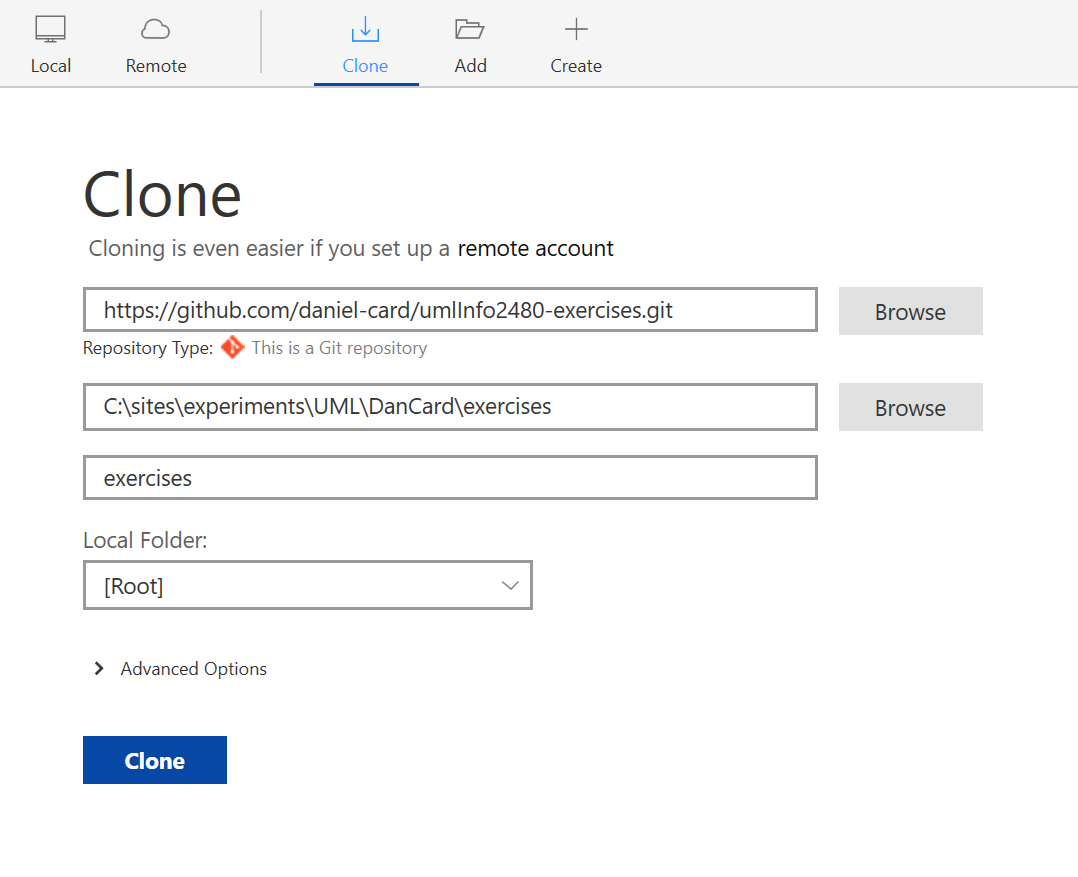 Local Remote Clone Add Create
Clone
Cloning is even easier if you set up a remote account
https://github.com/daniel-card/umlInfo2480-exercises.git Browse
Repository Type: This is a Git repository
C:\sites\experiments\UML\DanCard\exercises Browse
exercises
Local Folder:
[Root]
Advanced Options
Clone